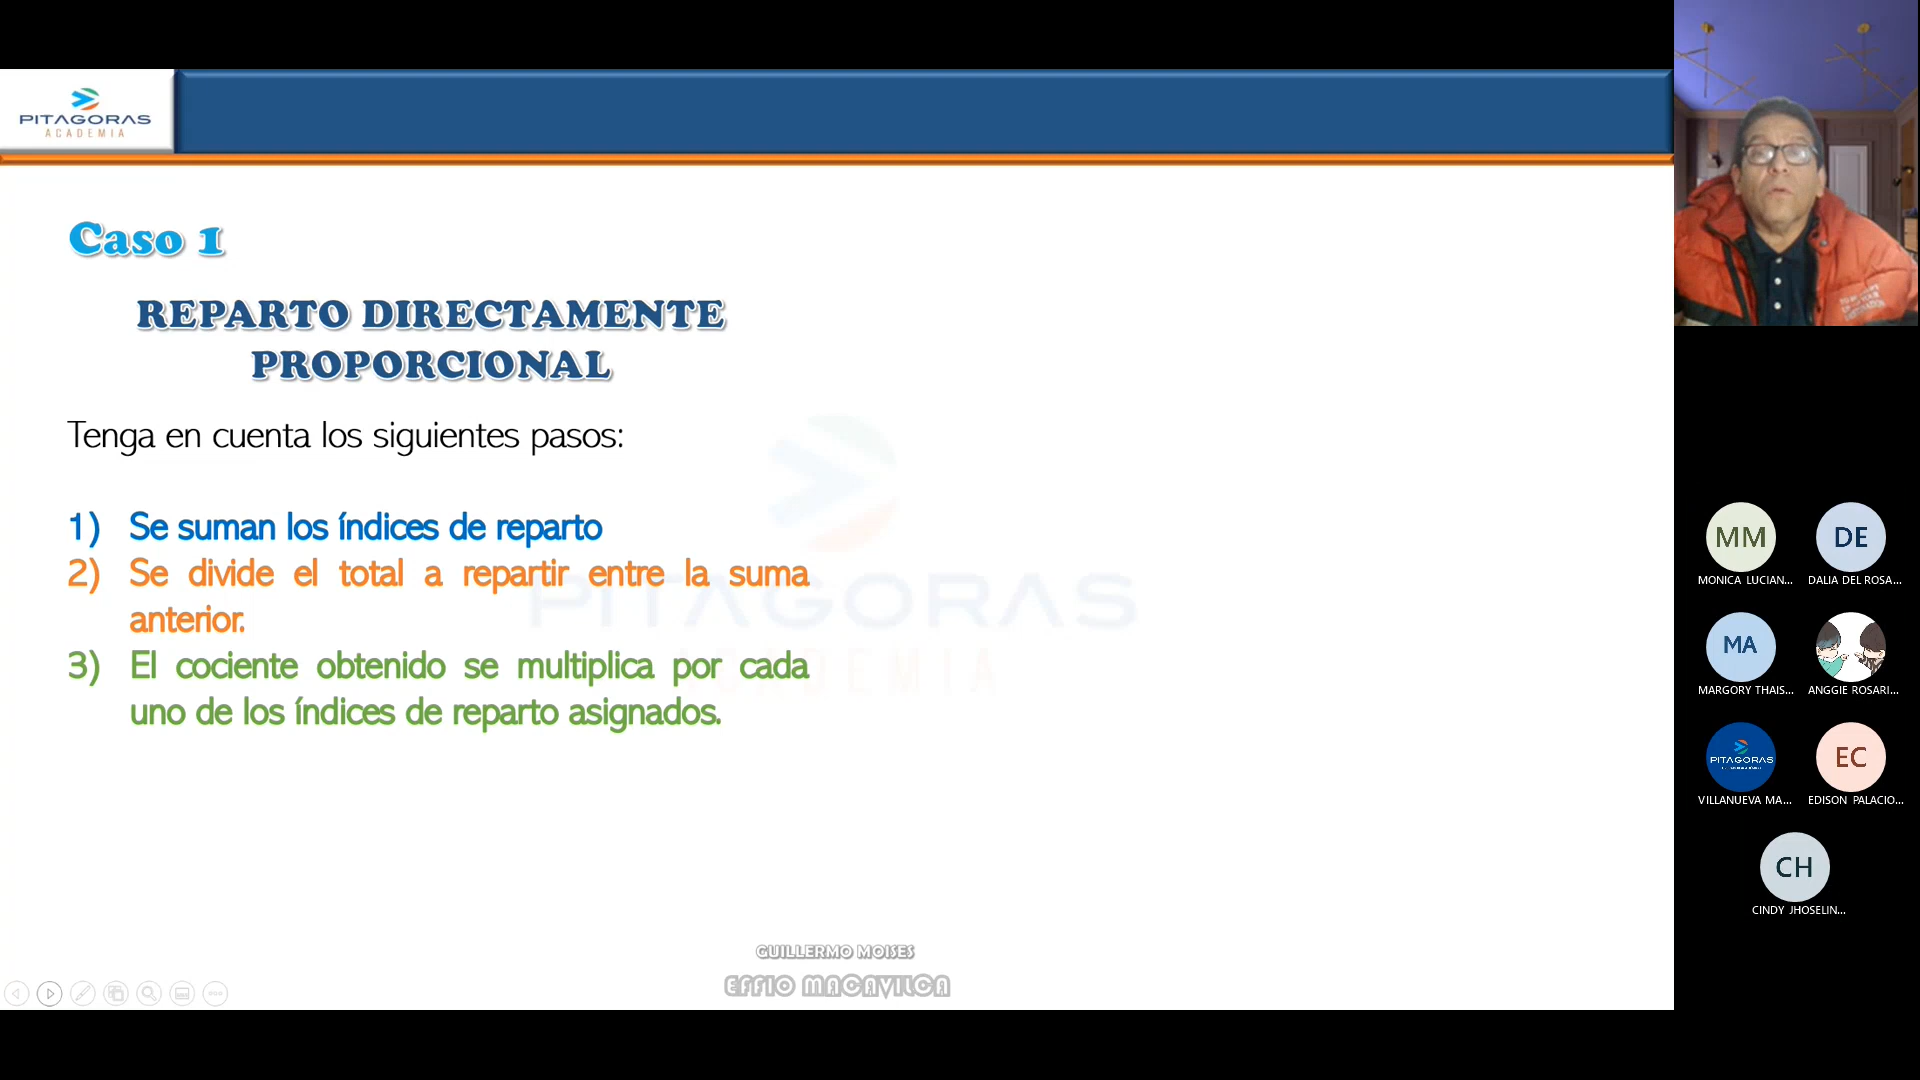 PITAGORAS
ACADEMIA
Caso 1
REPARTO DIRECTAMENTE
PROPORCIONAL
Tenga en cuenta los siguientes pasos:
1) Se suman los índices de reparto
2) Se divide el total a repartir entre la suma
anterior.
3) El cociente obtenido se multiplica por cada
uno de los índices de reparto asignados.
PITAGORAS
ACADEMIA
GUILLERMO MOISES
EFFIO MACAVILCA
MM
DE
MONICA LUCIAN...
DALIA DEL ROSA...
MA
MARGORY THAIS...
ANGGIE ROSARI...
PITAGORAS
EC
VILLANUEVA MA...
EDISON PALACIO...
CH
CINDY JHOSELIN...